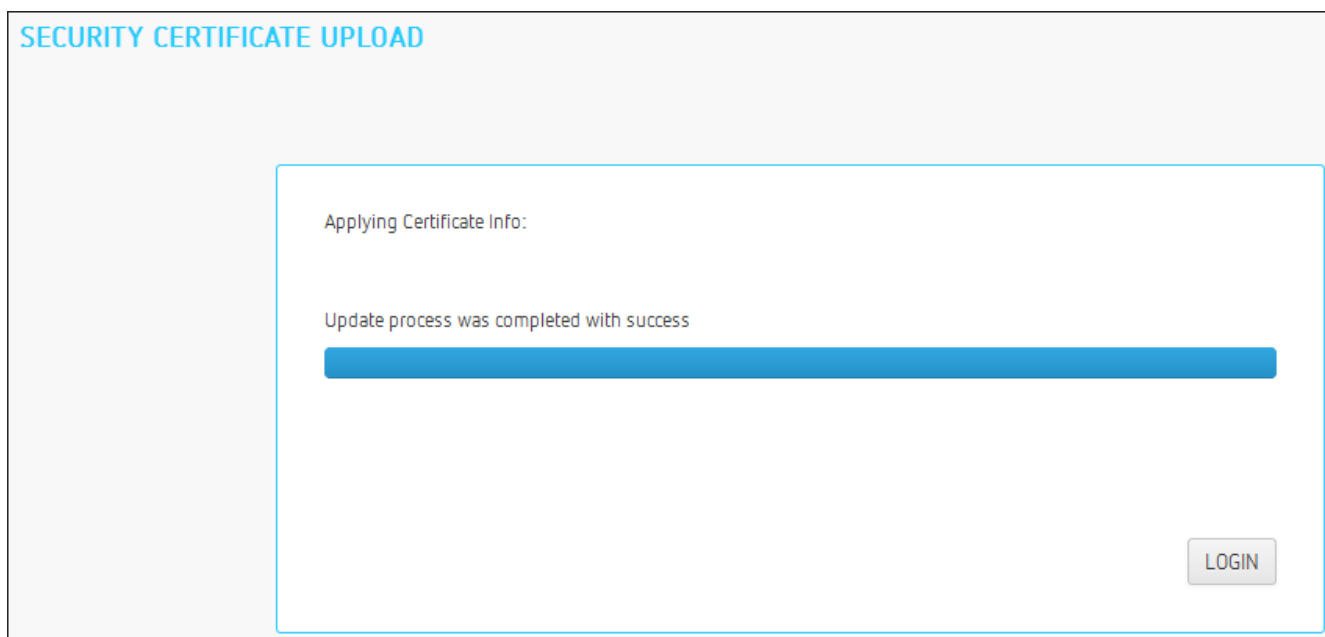 SECURITY CERTIFICATE UPLOAD
Applying Certificate Info:
Update process was completed with success
LOGIN